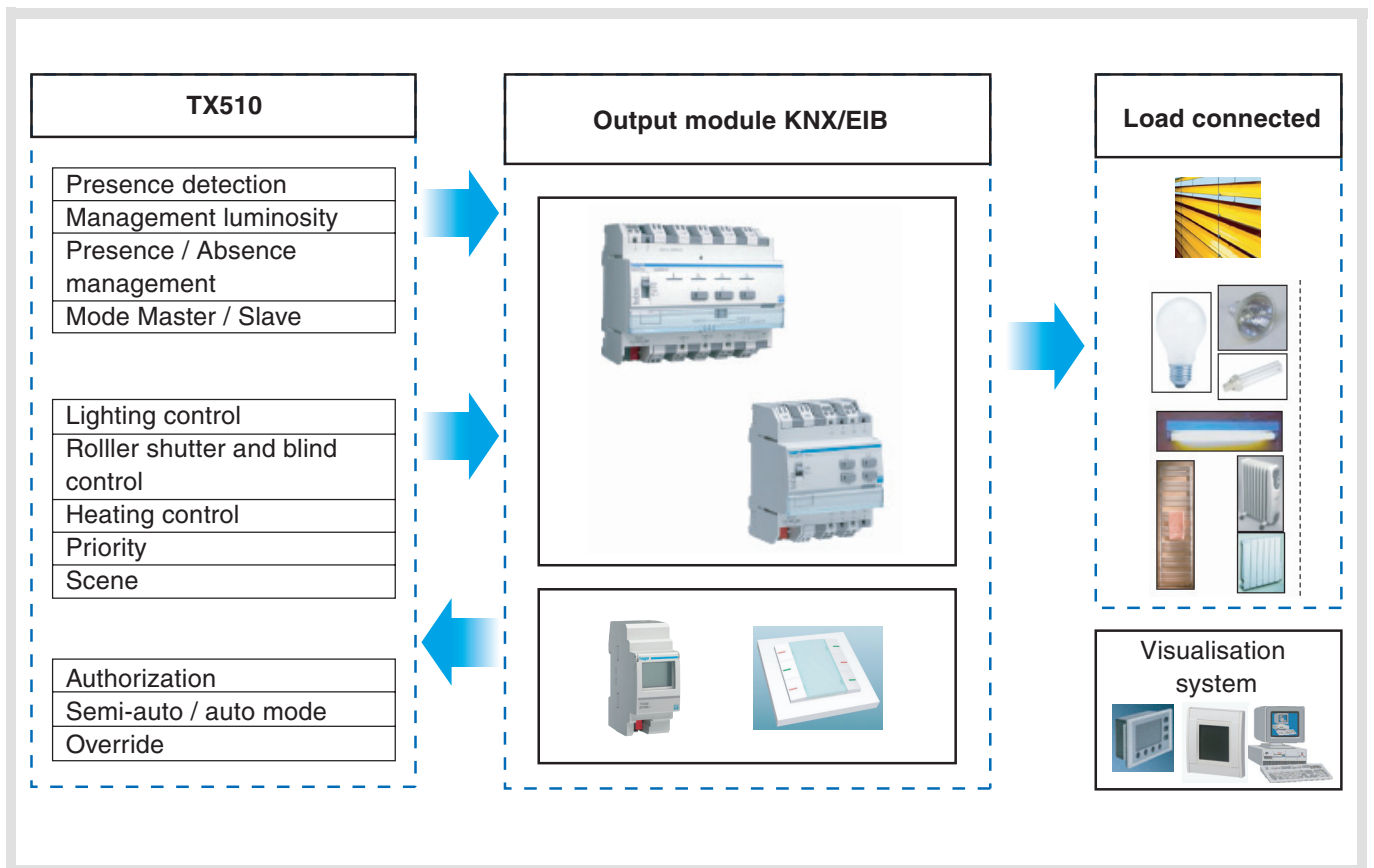 TX510
Output module KNX/EIB
Load connected
Presence detection
Management luminosity
Presence / Absence
management
Mode Master / Slave
Lighting control
Rolller shutter and blind
control
Heating control
Priority
Scene
Authorization
Semi-auto / auto mode
Override
Visualisation
system